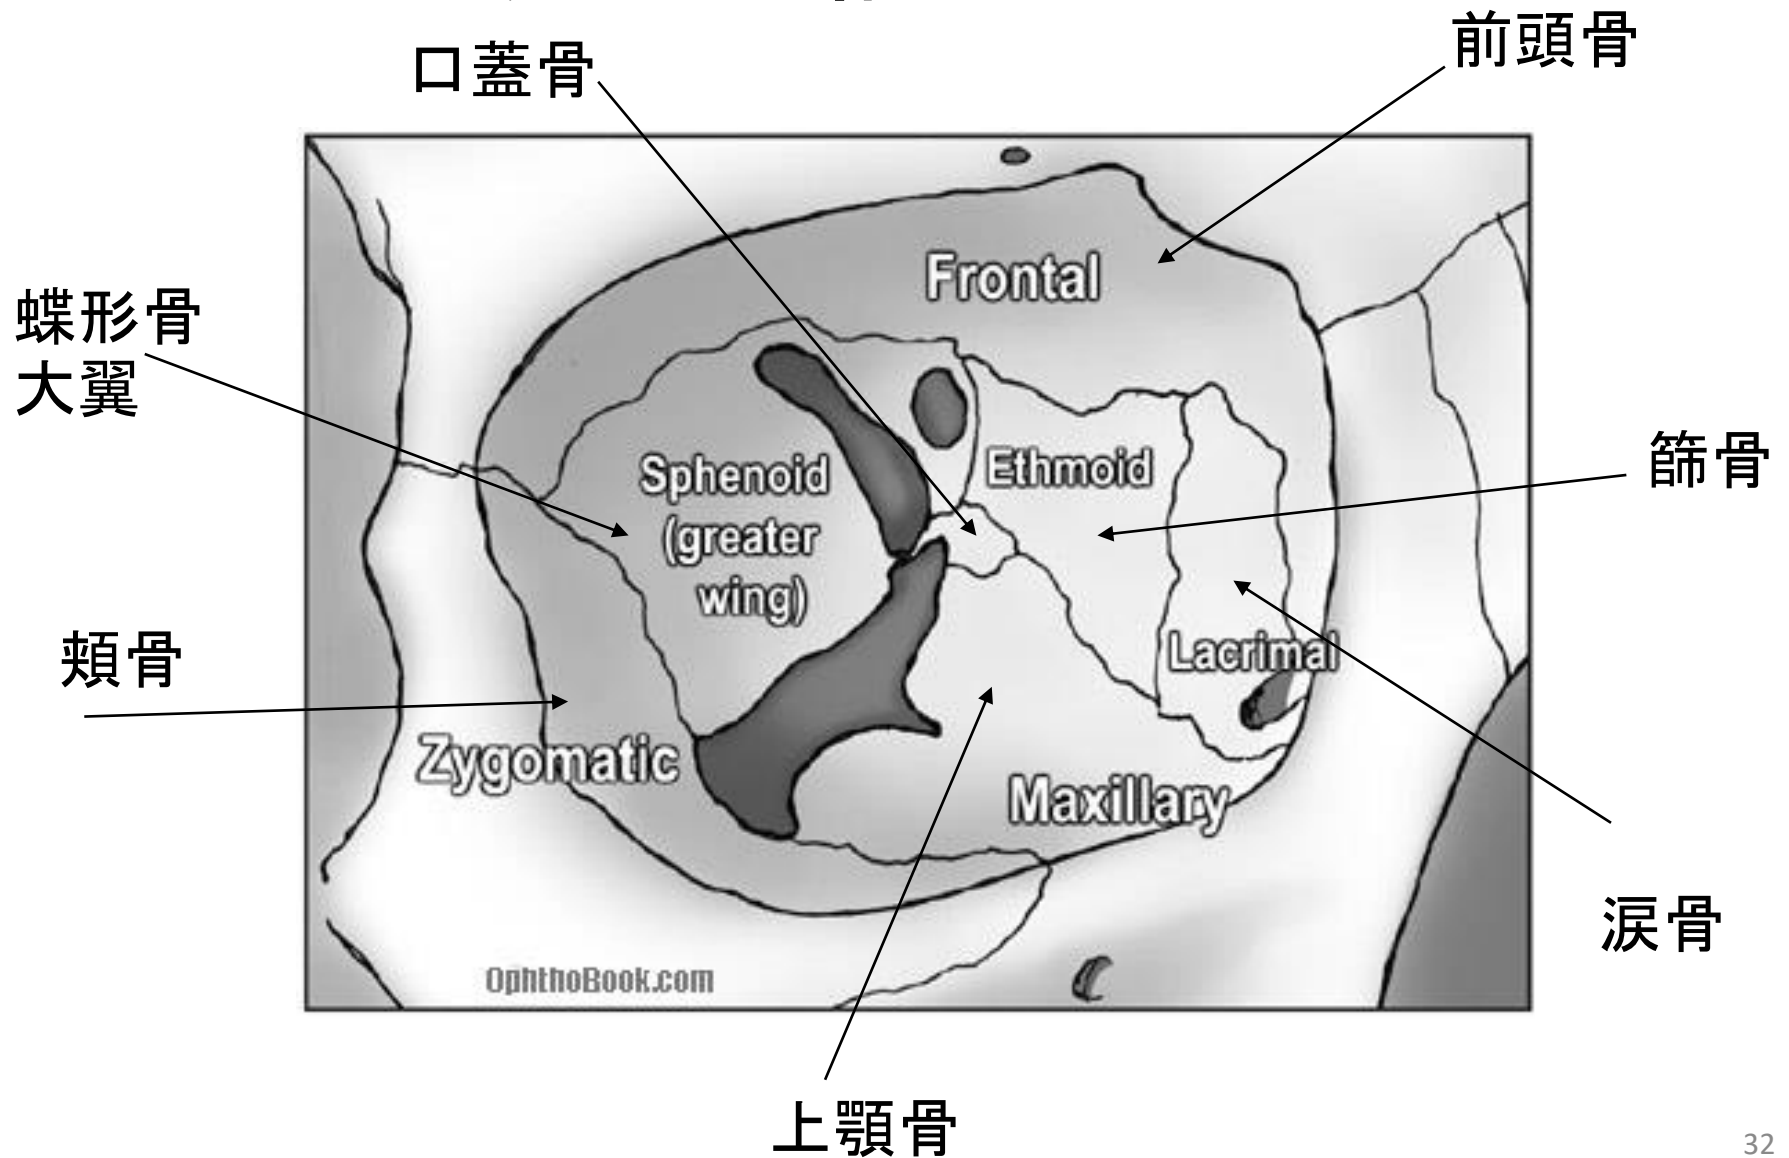 口蓋骨
前頭骨
Frontal
蝶形骨
大翼
Sphenoid
(greater
wing)
Ethmoid
篩骨
頬骨
Lacrimal
Zygomatic
Maxillary
涙骨
OphthoBook.com
上顎骨
32